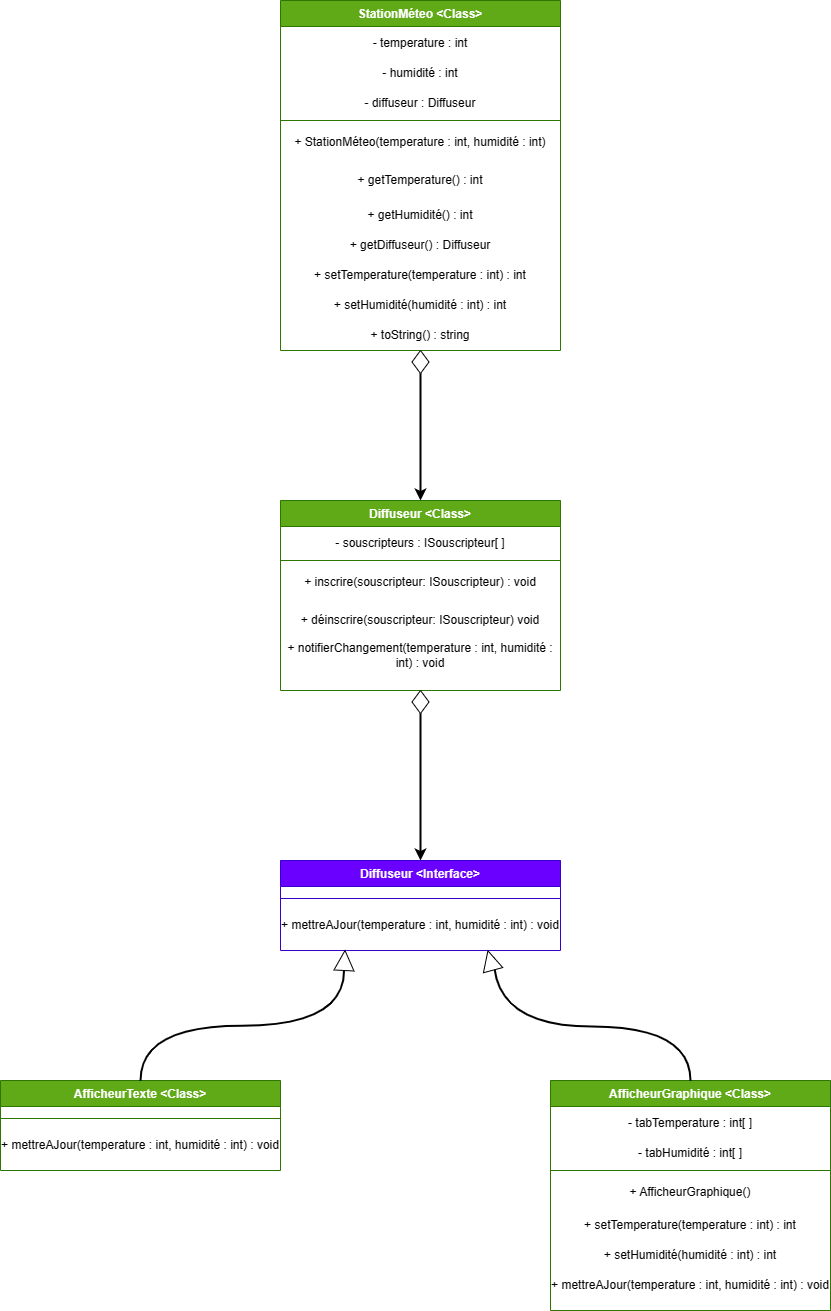 StationMéteo <Class>
- temperature : int
- humidité : int
- diffuseur : Diffuseur
+ StationMéteo(temperature : int, humidité : int)
+ getTemperature() : int
+ getHumidité() : int
+ getDiffuseur() : Diffuseur
+ setTemperature(temperature : int) : int
+ setHumidité(humidité : int) : int
+ toString() : string
Diffuseur <Class>
- souscripteurs : ISouscripteur[ ]
+ inscrire(souscripteur: ISouscripteur) : void
+ déinscrire(souscripteur: ISouscripteur) void
+ notifierChangement(temperature : int, humidité :
int) : void
Diffuseur <Interface>
+ mettreAJour(temperature : int, humidité : int) : void
AfficheurTexte <Class>
+ mettreAJour(temperature : int, humidité : int) : void
AfficheurGraphique <Class>
- tabTemperature : int[ ]
- tabHumidité : int[ ]
+ AfficheurGraphique()
+ setTemperature(temperature : int) : int
+ setHumidité(humidité : int) : int
+ mettreAJour(temperature : int, humidité : int) : void